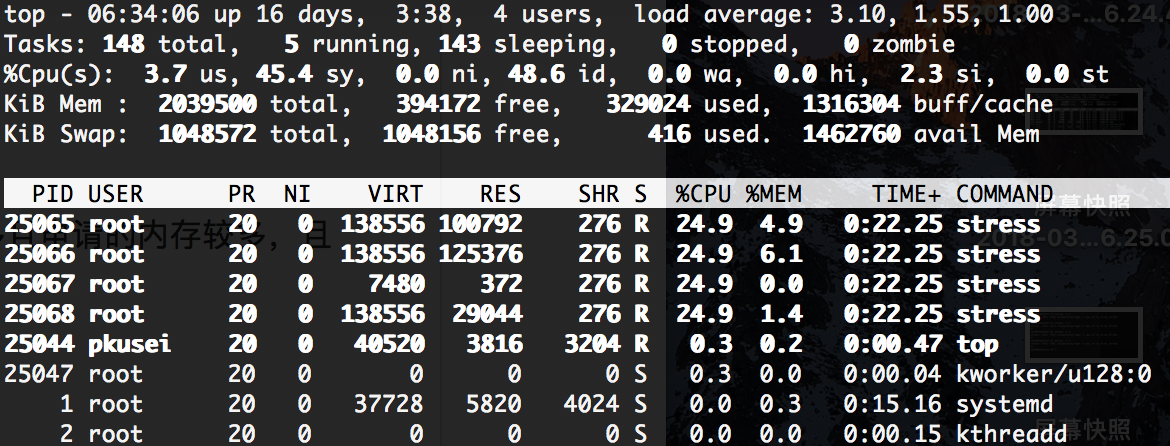 top - 06:34:06 up 16 days,  3:38,  4 users,  load average: 3.10, 1.55, 1.00
Tasks: 148 total,   5 running, 143 sleeping,   0 stopped,   0 zombie
%Cpu(s):  3.7 us, 45.4 sy,  0.0 ni, 48.6 id,  0.0 wa,  0.0 hi,  2.3 si,  0.0 st
KiB Mem :  2039500 total,   394172 free,   329024 used,  1316304 buff/cache
KiB Swap:  1048572 total,  1048156 free,      416 used.  1462760 avail Mem
PID USER      PR  NI    VIRT    RES    SHR S  %CPU %MEM     TIME+ COMMAND
25065 root      20   0  138556 100792    276 R  24.9  4.9   0:22.25 stress
25066 root      20   0  138556 125376    276 R  24.9  6.1   0:22.25 stress
25067 root      20   0    7480    372    276 R  24.9  0.0   0:22.25 stress
25068 root      20   0  138556  29044    276 R  24.9  1.4   0:22.25 stress
25044 pkusei    20   0   40520   3816   3204 R   0.3  0.2   0:00.47 top
25047 root      20   0       0      0      0 S   0.3  0.0   0:00.04 kworker/u128:0
1 root      20   0   37728   5820   4024 S   0.0  0.3   0:15.16 systemd
2 root      20   0       0      0      0 S   0.0  0.0   0:00.15 kthreadd
屏幕快照
屏幕快照